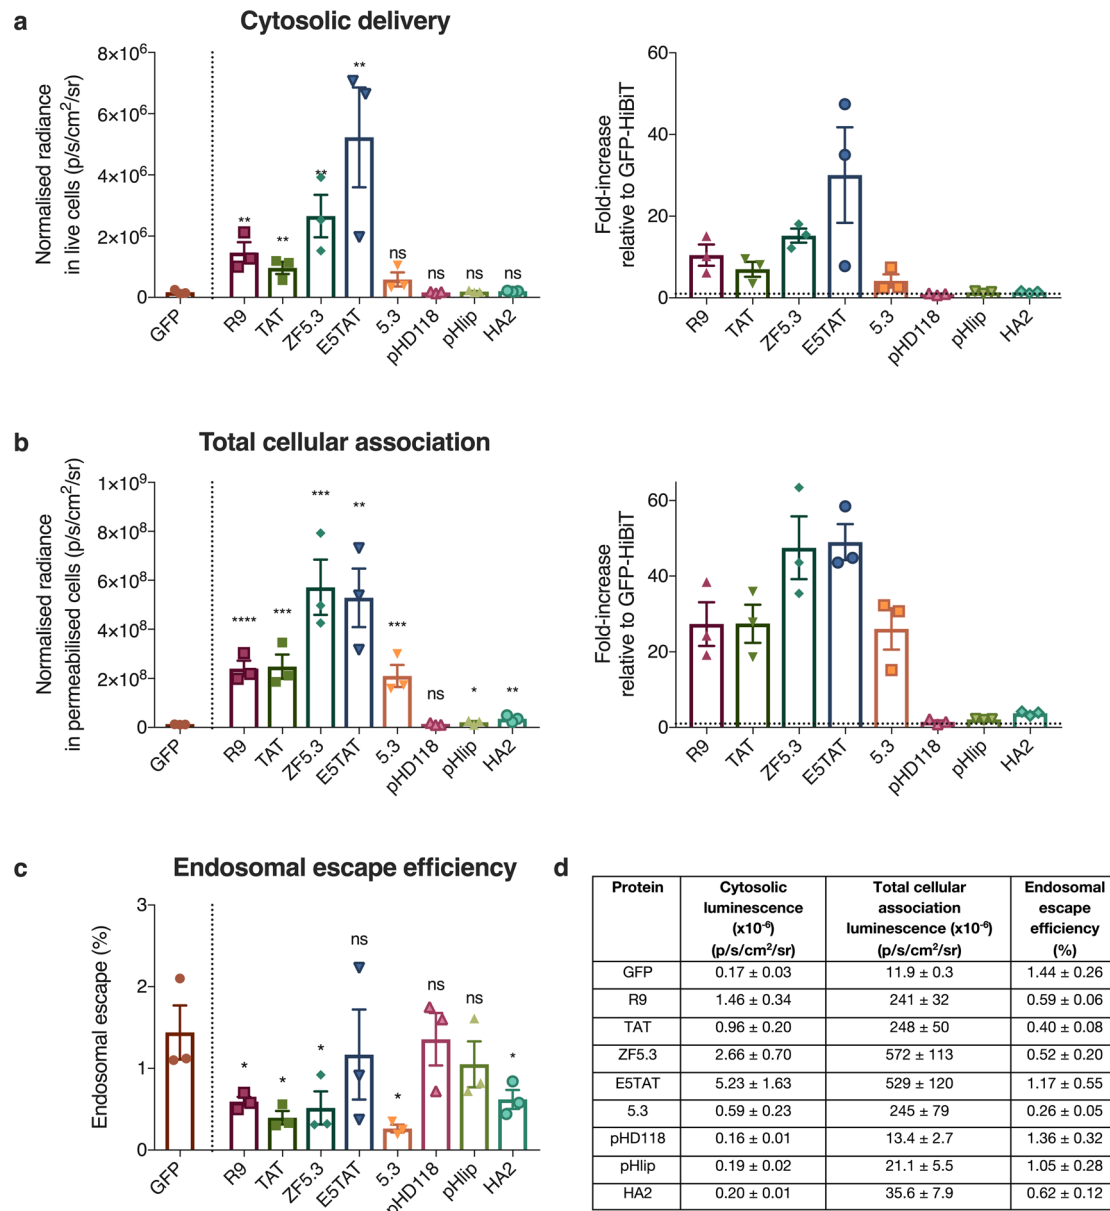 a
Cytosolic delivery
Normalised radiance
in live cells (p/s/cm²/sr)
8×10⁶
6×10⁶
4×10⁶
2×10⁶
0
**
**
**
**
ns
ns
ns
ns
GFP
R9
TAT
ZF5.3
E5TAT
5.3
pHD118
pHlip
HA2
Fold-increase
relative to GFP-HiBiT
60
40
20
0
R9
TAT
ZF5.3
E5TAT
5.3
pHD118
pHlip
HA2
b
Total cellular association
Normalised radiance
in permeabilised cells (p/s/cm²/sr)
1×10⁹
8×10⁸
6×10⁸
4×10⁸
2×10⁸
0
****
***
***
**
***
ns
*
**
GFP
R9
TAT
ZF5.3
E5TAT
5.3
pHD118
pHlip
HA2
Fold-increase
relative to GFP-HiBiT
60
40
20
0
R9
TAT
ZF5.3
E5TAT
5.3
pHD118
pHlip
HA2
c
Endosomal escape efficiency
Endosomal escape (%)
3
2
1
0
*
*
*
ns
*
ns
ns
*
GFP
R9
TAT
ZF5.3
E5TAT
5.3
pHD118
pHlip
HA2
d
Protein Cytosolic luminescence (x10⁻⁶) (p/s/cm²/sr) Total cellular association luminescence (x10⁻⁶) (p/s/cm²/sr) Endosomal escape efficiency (%)
GFP 0.17 ± 0.03 11.9 ± 0.3 1.44 ± 0.26
R9 1.46 ± 0.34 241 ± 32 0.59 ± 0.06
TAT 0.96 ± 0.20 248 ± 50 0.40 ± 0.08
ZF5.3 2.66 ± 0.70 572 ± 113 0.52 ± 0.20
E5TAT 5.23 ± 1.63 529 ± 120 1.17 ± 0.55
5.3 0.59 ± 0.23 245 ± 79 0.26 ± 0.05
pHD118 0.16 ± 0.01 13.4 ± 2.7 1.36 ± 0.32
pHlip 0.19 ± 0.02 21.1 ± 5.5 1.05 ± 0.28
HA2 0.20 ± 0.01 35.6 ± 7.9 0.62 ± 0.12